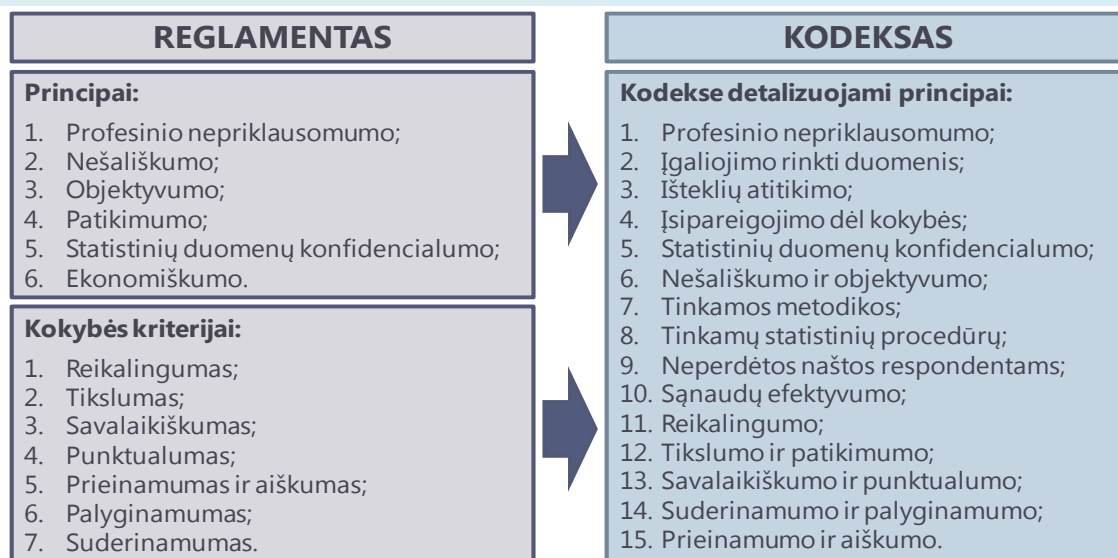 REGLAMENTAS
Principai:
1. Profesinio nepriklausomumo;
2. Nešališkumo;
3. Objektyvumo;
4. Patikimumo;
5. Statistinių duomenų konfidencialumo;
6. Ekonomiškumo.
Kokybės kriterijai:
1. Reikalingumas;
2. Tikslumas;
3. Savalaikiškumas;
4. Punktualumas;
5. Prieinamumas ir aiškumas;
6. Palyginamumas;
7. Suderinamumas.
KODEKSAS
Kodekse detalizuojami principai:
1. Profesinio nepriklausomumo;
2. Įgaliojimo rinkti duomenis;
3. Išteklių atitikimo;
4. Įsipareigojimo dėl kokybės;
5. Statistinių duomenų konfidencialumo;
6. Nešališkumo ir objektyvumo;
7. Tinkamos metodikos;
8. Tinkamų statistinių procedūrų;
9. Neperdėtos naštos respondentams;
10. Sąnaudų efektyvumo;
11. Reikalingumo;
12. Tikslumo ir patikimumo;
13. Savalaikiškumo ir punktualumo;
14. Suderinamumo ir palyginamumo;
15. Prieinamumo ir aiškumo.